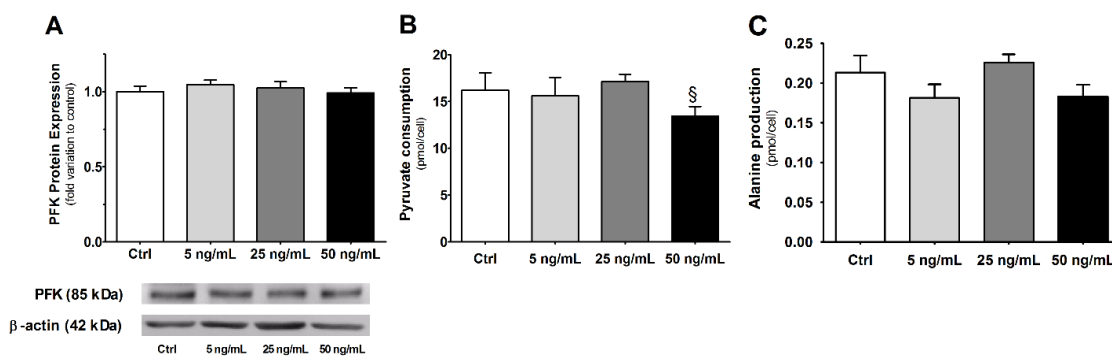 A
PFK Protein Expression
(fold variation to control)
1.0
0.5
0.0
Ctrl 5 ng/mL 25 ng/mL 50 ng/mL
PFK (85 kDa)
β-actin (42 kDa)
Ctrl 5 ng/mL 25 ng/mL 50 ng/mL
B
Pyruvate consumption
(pmol/cell)
20
15
10
5
0
§
Ctrl 5 ng/mL 25 ng/mL 50 ng/mL
C
Alanine production
(pmol/cell)
0.25
0.20
0.15
0.10
0.05
0.00
Ctrl 5 ng/mL 25 ng/mL 50 ng/mL